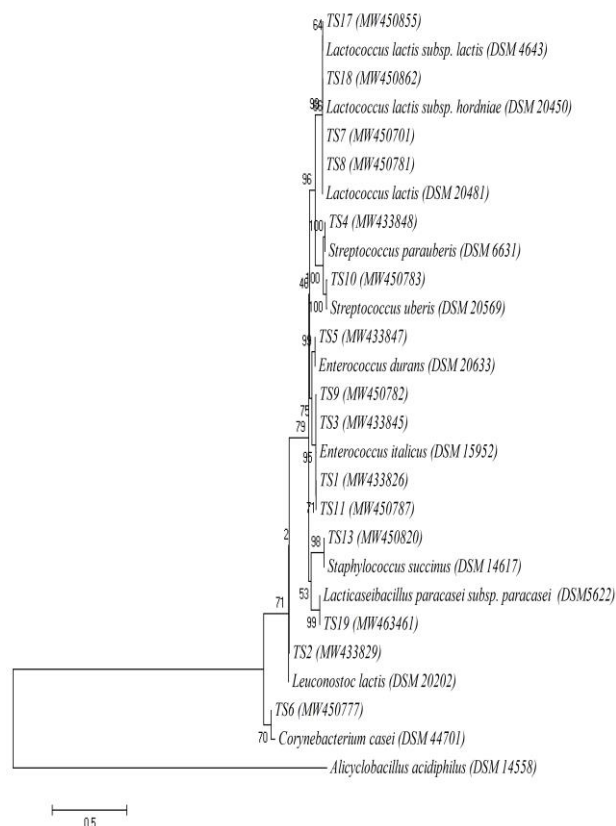 64
TS17 (MW450855)
Lactococcus lactis subsp. lactis (DSM 4643)
TS18 (MW450862)
Lactococcus lactis subsp. hordniae (DSM 20450)
TS7 (MW450701)
TS8 (MW450781)
96
Lactococcus lactis (DSM 20481)
TS4 (MW433848)
100
Streptococcus parauberis (DSM 6631)
100
TS10 (MW450783)
100
Streptococcus uberis (DSM 20569)
TS5 (MW433847)
Enterococcus durans (DSM 20633)
TS9 (MW450782)
75
TS3 (MW433845)
79
Enterococcus italicus (DSM 15952)
95
TS1 (MW433826)
71
TS11 (MW450787)
2
98
TS13 (MW450820)
Staphylococcus succinus (DSM 14617)
53
Lacticaseibacillus paracasei subsp. paracasei (DSM5622)
71
99
TS19 (MW463461)
TS2 (MW433829)
Leuconostoc lactis (DSM 20202)
TS6 (MW450777)
70
Corynebacterium casei (DSM 44701)
Alicyclobacillus acidiphilus (DSM 14558)
0.5